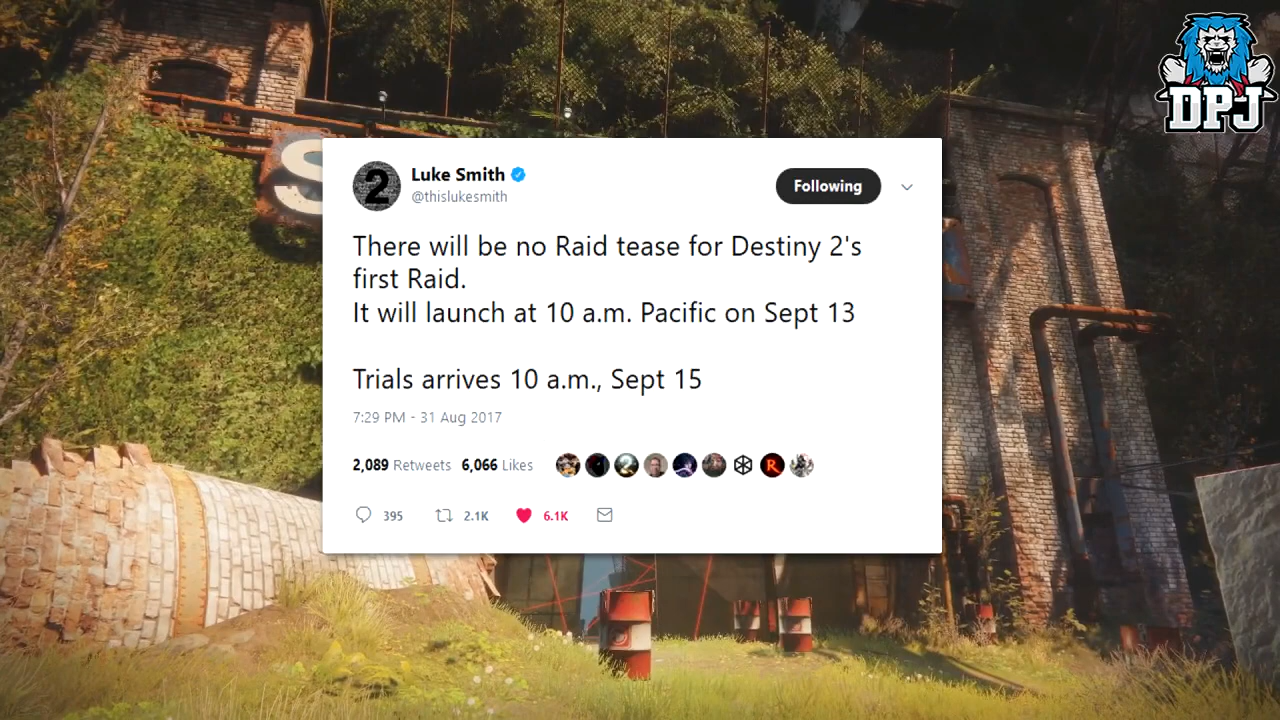 DPJ
S
2
Luke Smith
@thislukesmith
Following
There will be no Raid tease for Destiny 2's
first Raid.
It will launch at 10 a.m. Pacific on Sept 13
Trials arrives 10 a.m., Sept 15
7:29 PM - 31 Aug 2017
2,089 Retweets 6,066 Likes
R
395 2.1K 6.1K